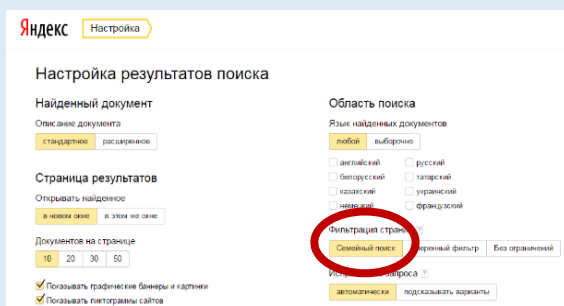 Яндекс Настройка
Настройка результатов поиска
Найденный документ
Описание документа
стандартное расширенное
Страница результатов
Открывать найденное
в новом окне в этом же окне
Документов на странице
10 20 30 50
Показывать графические баннеры и картинки
Показывать пиктограммы сайтов
Область поиска
Язык найденных документов
любой выборочно
английский русский
белорусский татарский
казахский украинский
немецкий французский
Фильтрация ?
Семейный поиск фильтр Без ограничений
запроса ?
автоматически подсказывать варианты